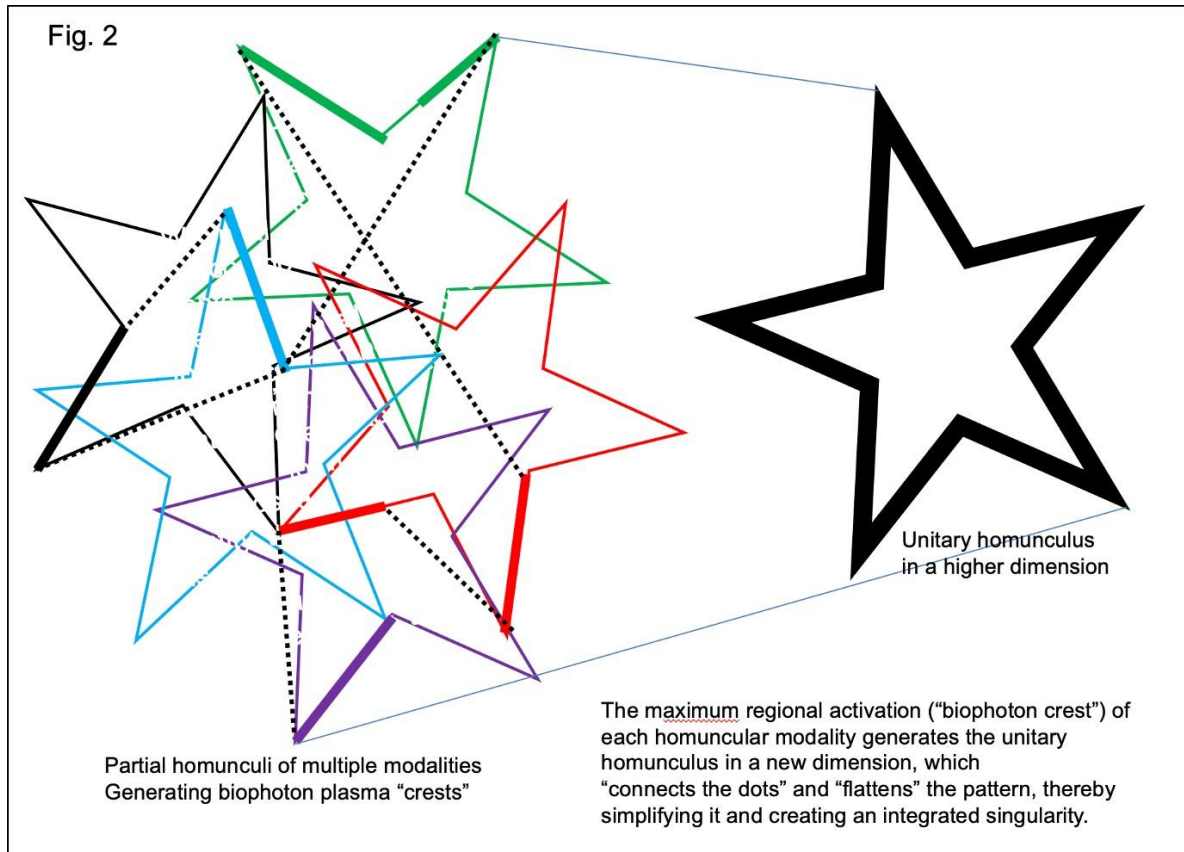 Fig. 2
Unitary homunculus
in a higher dimension
Partial homunculi of multiple modalities
Generating biophoton plasma “crests”
The maximum regional activation (“biophoton crest”) of
each homuncular modality generates the unitary
homunculus in a new dimension, which
“connects the dots” and “flattens” the pattern, thereby
simplifying it and creating an integrated singularity.